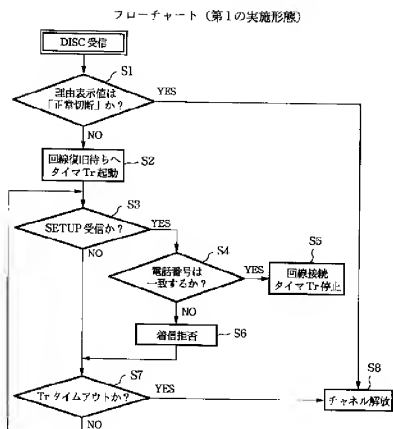 フローチャート（第1の実施形態）
DISC 受信
S1
理由表示値は
「正常切断」か？
YES
NO
S2
回線復旧待ちへ
タイマ Tr 起動
S3
SETUP 受信か？
YES
NO
S4
電話番号は
一致するか？
YES
NO
S5
回線接続
タイマ Tr 停止
S6
着信拒否
S7
Tr タイムアウトか？
YES
NO
S8
チャネル解放